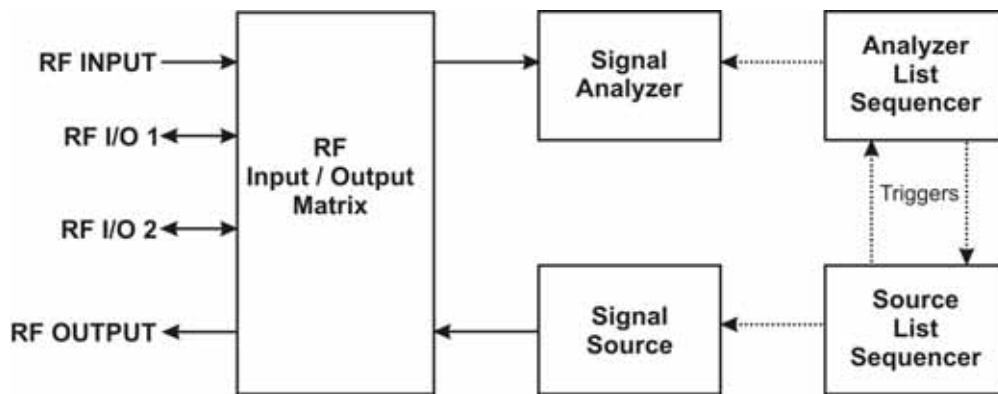 RF INPUT
RF I/O 1
RF I/O 2
RF OUTPUT
RF
Input / Output
Matrix
Signal
Analyzer
Analyzer
List
Sequencer
Triggers
Signal
Source
Source
List
Sequencer